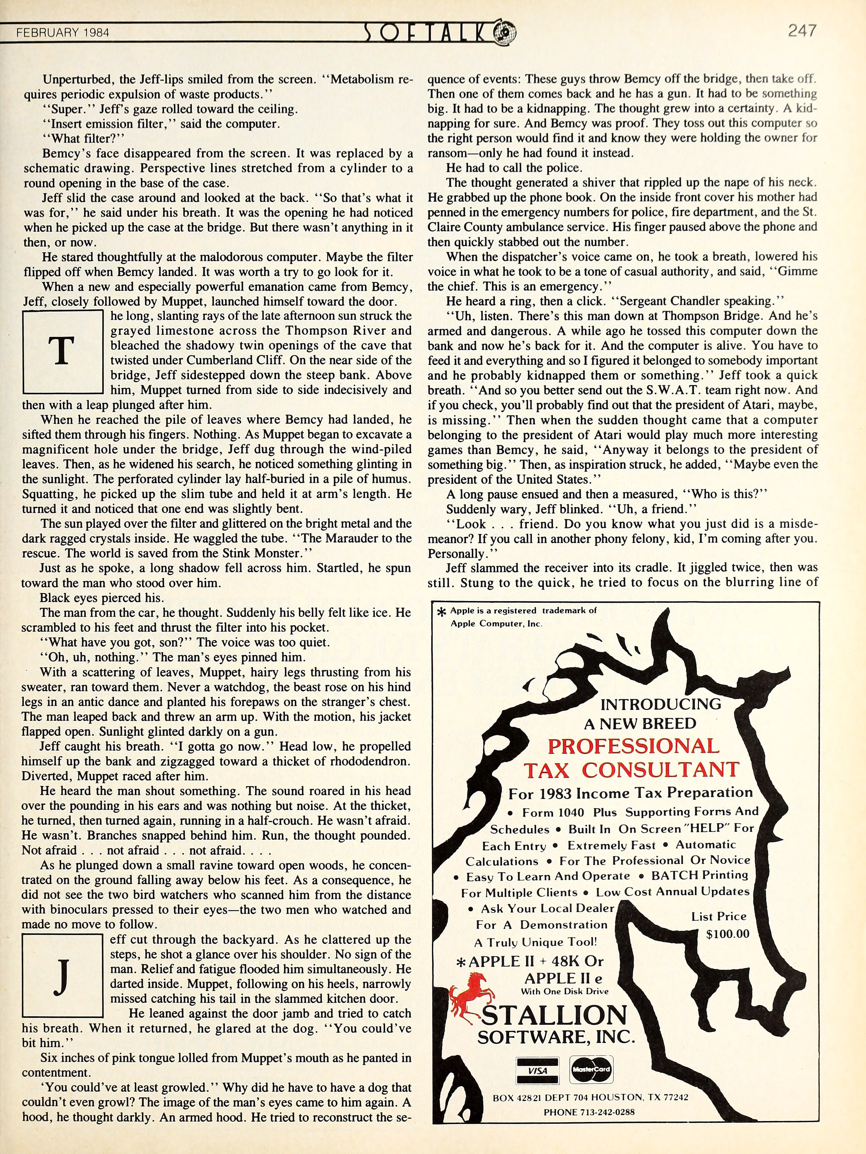 FEBRUARY 1984
SOFTALK
247
Unperturbed, the Jeff-lips smiled from the screen. “Metabolism re-
quires periodic expulsion of waste products.”
“Super.” Jeff's gaze rolled toward the ceiling.
“Insert emission filter,” said the computer.
“What filter?”
Bemcy's face disappeared from the screen. It was replaced by a
schematic drawing. Perspective lines stretched from a cylinder to a
round opening in the base of the case.
Jeff slid the case around and looked at the back. “So that's what it
was for,” he said under his breath. It was the opening he had noticed
when he picked up the case at the bridge. But there wasn't anything in it
then, or now.
He stared thoughtfully at the malodorous computer. Maybe the filter
flipped off when Bemcy landed. It was worth a try to go look for it.
When a new and especially powerful emanation came from Bemcy,
Jeff, closely followed by Muppet, launched himself toward the door.
The long, slanting rays of the late afternoon sun struck the
grayed limestone across the Thompson River and
bleached the shadowy twin openings of the cave that
twisted under Cumberland Cliff. On the near side of the
bridge, Jeff sidestepped down the steep bank. Above
him, Muppet turned from side to side indecisively and
then with a leap plunged after him.
When he reached the pile of leaves where Bemcy had landed, he
sifted them through his fingers. Nothing. As Muppet began to excavate a
magnificent hole under the bridge, Jeff dug through the wind-piled
leaves. Then, as he widened his search, he noticed something glinting in
the sunlight. The perforated cylinder lay half-buried in a pile of humus.
Squatting, he picked up the slim tube and held it at arm's length. He
turned it and noticed that one end was slightly bent.
The sun played over the filter and glittered on the bright metal and the
dark ragged crystals inside. He waggled the tube. “The Marauder to the
rescue. The world is saved from the Stink Monster.”
Just as he spoke, a long shadow fell across him. Startled, he spun
toward the man who stood over him.
Black eyes pierced his.
The man from the car, he thought. Suddenly his belly felt like ice. He
scrambled to his feet and thrust the filter into his pocket.
“What have you got, son?” The voice was too quiet.
“Oh, uh, nothing.” The man's eyes pinned him.
With a scattering of leaves, Muppet, hairy legs thrusting from his
sweater, ran toward them. Never a watchdog, the beast rose on his hind
legs in an antic dance and planted his forepaws on the stranger's chest.
The man leaped back and threw an arm up. With the motion, his jacket
flapped open. Sunlight glinted darkly on a gun.
Jeff caught his breath. “I gotta go now.” Head low, he propelled
himself up the bank and zigzagged toward a thicket of rhododendron.
Diverted, Muppet raced after him.
He heard the man shout something. The sound roared in his head
over the pounding in his ears and was nothing but noise. At the thicket,
he turned, then turned again, running in a half-crouch. He wasn't afraid.
He wasn't. Branches snapped behind him. Run, the thought pounded.
Not afraid . . . not afraid . . . not afraid. . . .
As he plunged down a small ravine toward open woods, he concen-
trated on the ground falling away below his feet. As a consequence, he
did not see the two bird watchers who scanned him from the distance
with binoculars pressed to their eyes—the two men who watched and
made no move to follow.
Jeff cut through the backyard. As he clattered up the
steps, he shot a glance over his shoulder. No sign of the
man. Relief and fatigue flooded him simultaneously. He
darted inside. Muppet, following on his heels, narrowly
missed catching his tail in the slammed kitchen door.
He leaned against the door jamb and tried to catch
his breath. When it returned, he glared at the dog. “You could've
bit him.”
Six inches of pink tongue lolled from Muppet's mouth as he panted in
contentment.
‘You could've at least growled.” Why did he have to have a dog that
couldn't even growl? The image of the man's eyes came to him again. A
hood, he thought darkly. An armed hood. He tried to reconstruct the se-
quence of events: These guys throw Bemcy off the bridge, then take off.
Then one of them comes back and he has a gun. It had to be something
big. It had to be a kidnapping. The thought grew into a certainty. A kid-
napping for sure. And Bemcy was proof. They toss out this computer so
the right person would find it and know they were holding the owner for
ransom—only he had found it instead.
He had to call the police.
The thought generated a shiver that rippled up the nape of his neck.
He grabbed up the phone book. On the inside front cover his mother had
penned in the emergency numbers for police, fire department, and the St.
Claire County ambulance service. His finger paused above the phone and
then quickly stabbed out the number.
When the dispatcher's voice came on, he took a breath, lowered his
voice in what he took to be a tone of casual authority, and said, “Gimme
the chief. This is an emergency.”
He heard a ring, then a click. “Sergeant Chandler speaking.”
“Uh, listen. There's this man down at Thompson Bridge. And he's
armed and dangerous. A while ago he tossed this computer down the
bank and now he's back for it. And the computer is alive. You have to
feed it and everything and so I figured it belonged to somebody important
and he probably kidnapped them or something.” Jeff took a quick
breath. “And so you better send out the S.W.A.T. team right now. And
if you check, you'll probably find out that the president of Atari, maybe,
is missing.” Then when the sudden thought came that a computer
belonging to the president of Atari would play much more interesting
games than Bemcy, he said, “Anyway it belongs to the president of
something big.” Then, as inspiration struck, he added, “Maybe even the
president of the United States.”
A long pause ensued and then a measured, “Who is this?”
Suddenly wary, Jeff blinked. “Uh, a friend.”
“Look . . . friend. Do you know what you just did is a misde-
meanor? If you call in another phony felony, kid, I'm coming after you.
Personally.”
Jeff slammed the receiver into its cradle. It jiggled twice, then was
still. Stung to the quick, he tried to focus on the blurring line of
* Apple is a registered trademark of
Apple Computer, Inc.
INTRODUCING
A NEW BREED
PROFESSIONAL
TAX CONSULTANT
For 1983 Income Tax Preparation
• Form 1040 Plus Supporting Forms And
Schedules • Built In On Screen "HELP" For
Each Entry • Extremely Fast • Automatic
Calculations • For The Professional Or Novice
• Easy To Learn And Operate • BATCH Printing
For Multiple Clients • Low Cost Annual Updates
• Ask Your Local Dealer
For A Demonstration
A Truly Unique Tool!
List Price
$100.00
*APPLE II + 48K Or
APPLE II e
With One Disk Drive
STALLION
SOFTWARE, INC.
VISA
MasterCard
BOX 42821 DEPT 704 HOUSTON, TX 77242
PHONE 713-242-0288